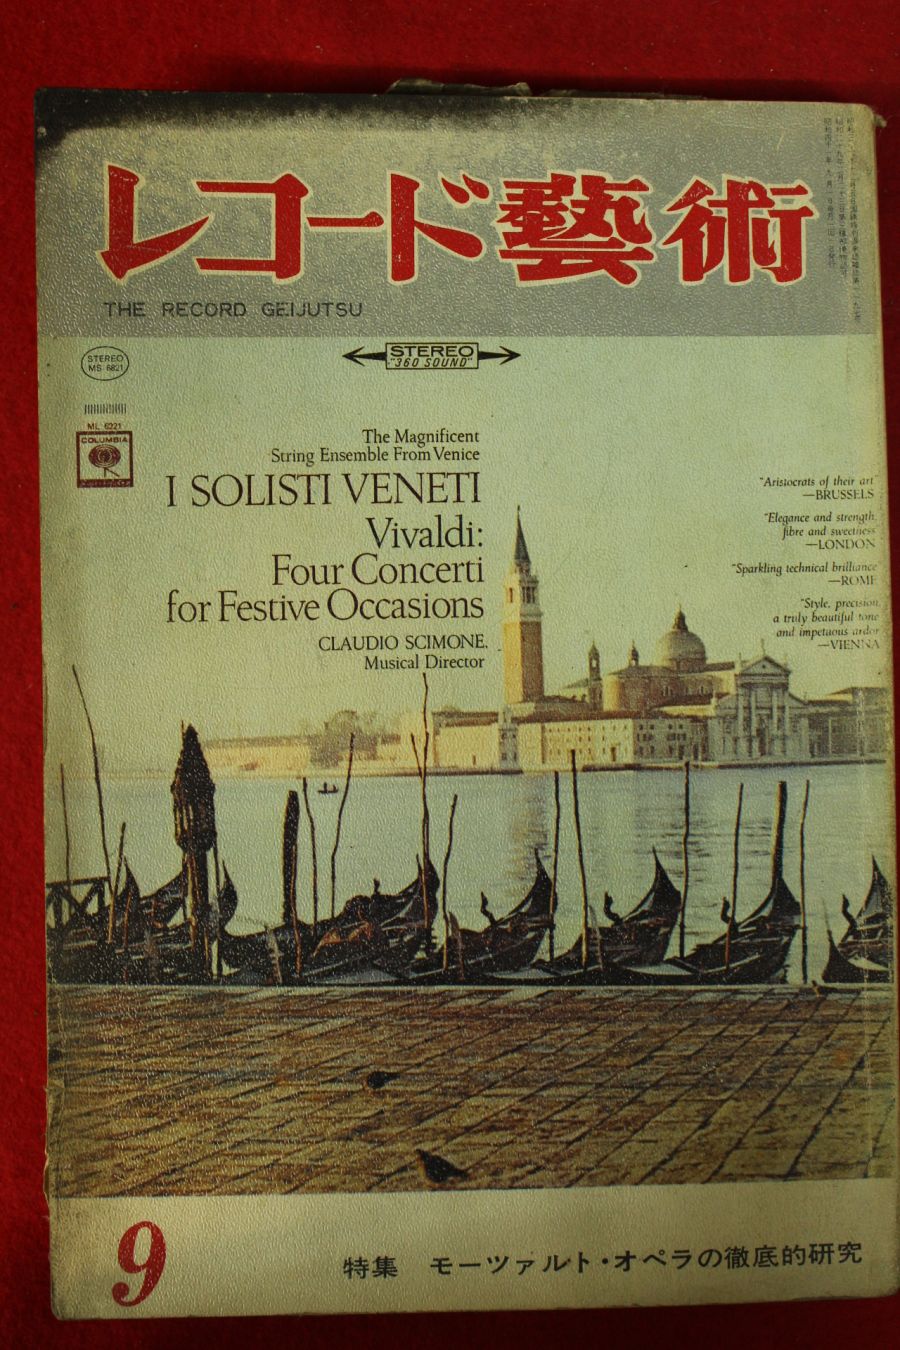 レコード藝術
THE RECORD GEIJUTSU
STEREO
MS 6821
STEREO
"360 SOUND"
ML 6221
COLUMBIA
The Magnificent
String Ensemble From Venice
I SOLISTI VENETI
Vivaldi:
Four Concerti
for Festive Occasions
CLAUDIO SCIMONE,
Musical Director
"Aristocrats of their art"
—BRUSSELS
"Elegance and strength,
fibre and sweetness"
—LONDON
"Sparkling technical brilliance"
—ROME
"Style, precision,
a truly beautiful tone
and impetuous ardor"
—VIENNA
9
特集 モーツァルト・オペラの徹底的研究